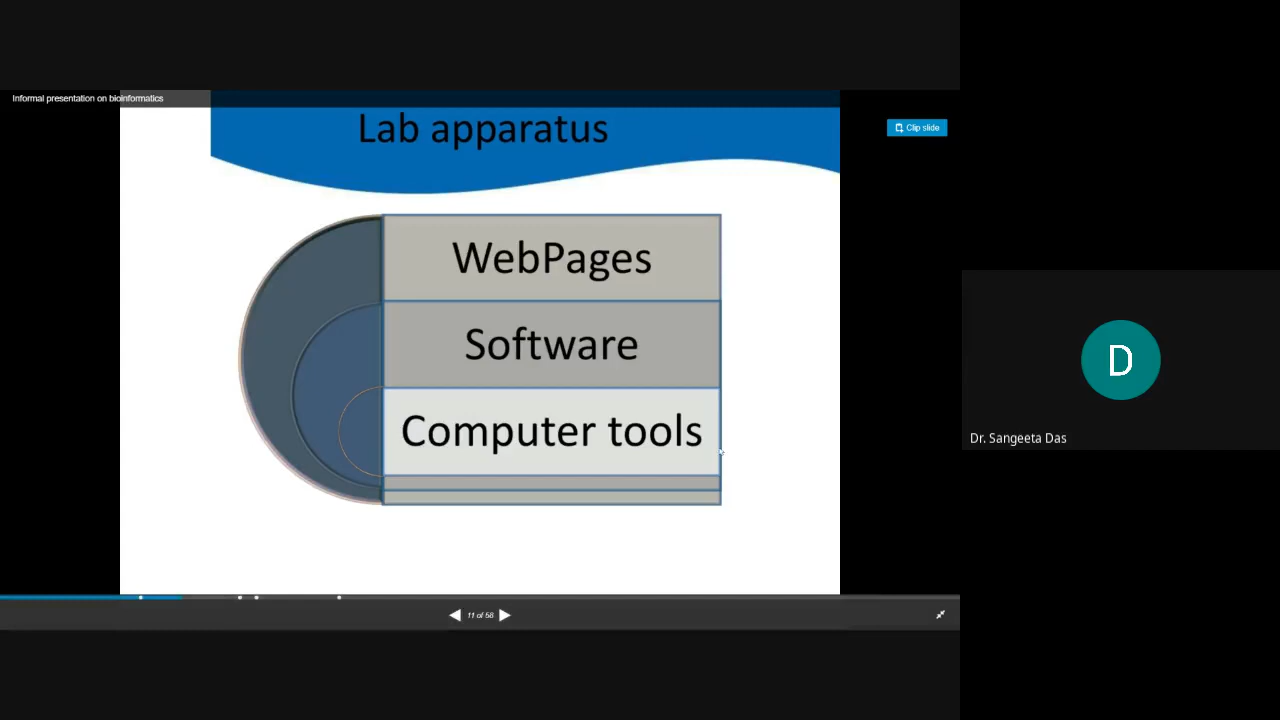 Informal presentation on bioinformatics
Lab apparatus
Clip slide
WebPages
Software
Computer tools
D
Dr. Sangeeta Das
11 of 58